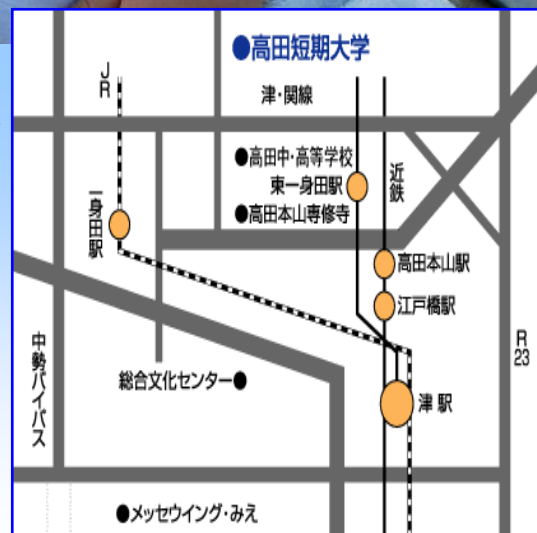 ●高田短期大学
JR
津・関線
●高田中・高等学校
東一身田駅
●高田本山専修寺
近鉄
一身田駅
高田本山駅
江戸橋駅
R23
中勢バイパス
総合文化センター●
津駅
●メッセウイング・みえ